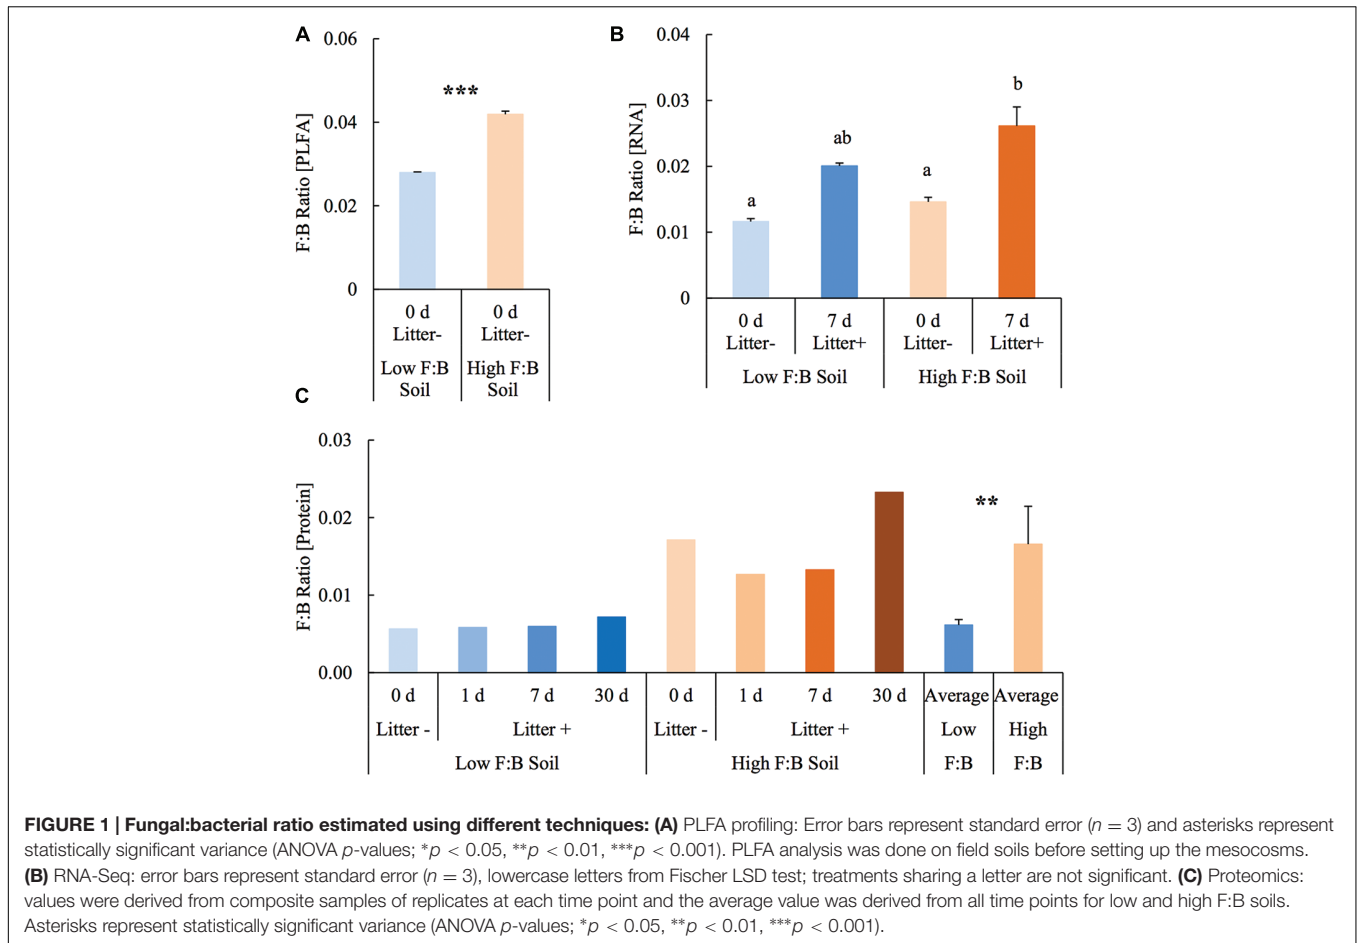 A
0.06
0.04
0.02
0
F:B Ratio [PLFA]
***
0 d
Litter-
0 d
Litter-
Low F:B
Soil
High F:B
Soil
B
0.04
0.03
0.02
0.01
0
F:B Ratio [RNA]
a
ab
a
b
0 d
Litter-
7 d
Litter+
0 d
Litter-
7 d
Litter+
Low F:B Soil
High F:B Soil
C
0.03
0.02
0.01
0.00
F:B Ratio [Protein]
**
0 d 1 d 7 d 30 d 0 d 1 d 7 d 30 d Average Average
Litter - Litter + Litter - Litter + Low High
Low F:B Soil High F:B Soil F:B F:B
FIGURE 1 | Fungal:bacterial ratio estimated using different techniques: (A) PLFA profiling: Error bars represent standard error (n = 3) and asterisks represent
statistically significant variance (ANOVA p-values; *p < 0.05, **p < 0.01, ***p < 0.001). PLFA analysis was done on field soils before setting up the mesocosms.
(B) RNA-Seq: error bars represent standard error (n = 3), lowercase letters from Fischer LSD test; treatments sharing a letter are not significant. (C) Proteomics:
values were derived from composite samples of replicates at each time point and the average value was derived from all time points for low and high F:B soils.
Asterisks represent statistically significant variance (ANOVA p-values; *p < 0.05, **p < 0.01, ***p < 0.001).